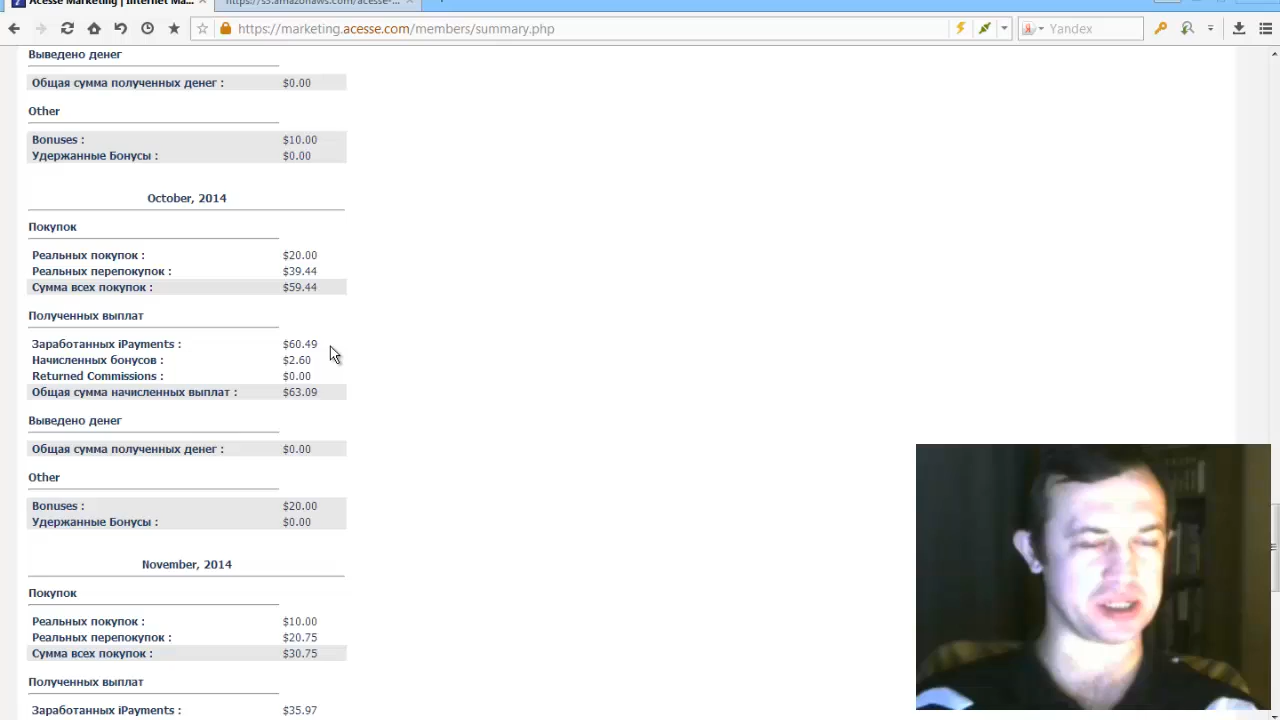 Acesse Marketing | Internet Ma...
https://s3.amazonaws.com/acesse-...
https://marketing.acesse.com/members/summary.php
Я Yandex
Выведено денег
Общая сумма полученных денег : $0.00
Other
Bonuses : $10.00
Удержанные Бонусы : $0.00
October, 2014
Покупок
Реальных покупок : $20.00
Реальных перепокупок : $39.44
Сумма всех покупок : $59.44
Полученных выплат
Заработанных iPayments : $60.49
Начисленных бонусов : $2.60
Returned Commissions : $0.00
Общая сумма начисленных выплат : $63.09
Выведено денег
Общая сумма полученных денег : $0.00
Other
Bonuses : $20.00
Удержанные Бонусы : $0.00
November, 2014
Покупок
Реальных покупок : $10.00
Реальных перепокупок : $20.75
Сумма всех покупок : $30.75
Полученных выплат
Заработанных iPayments : $35.97